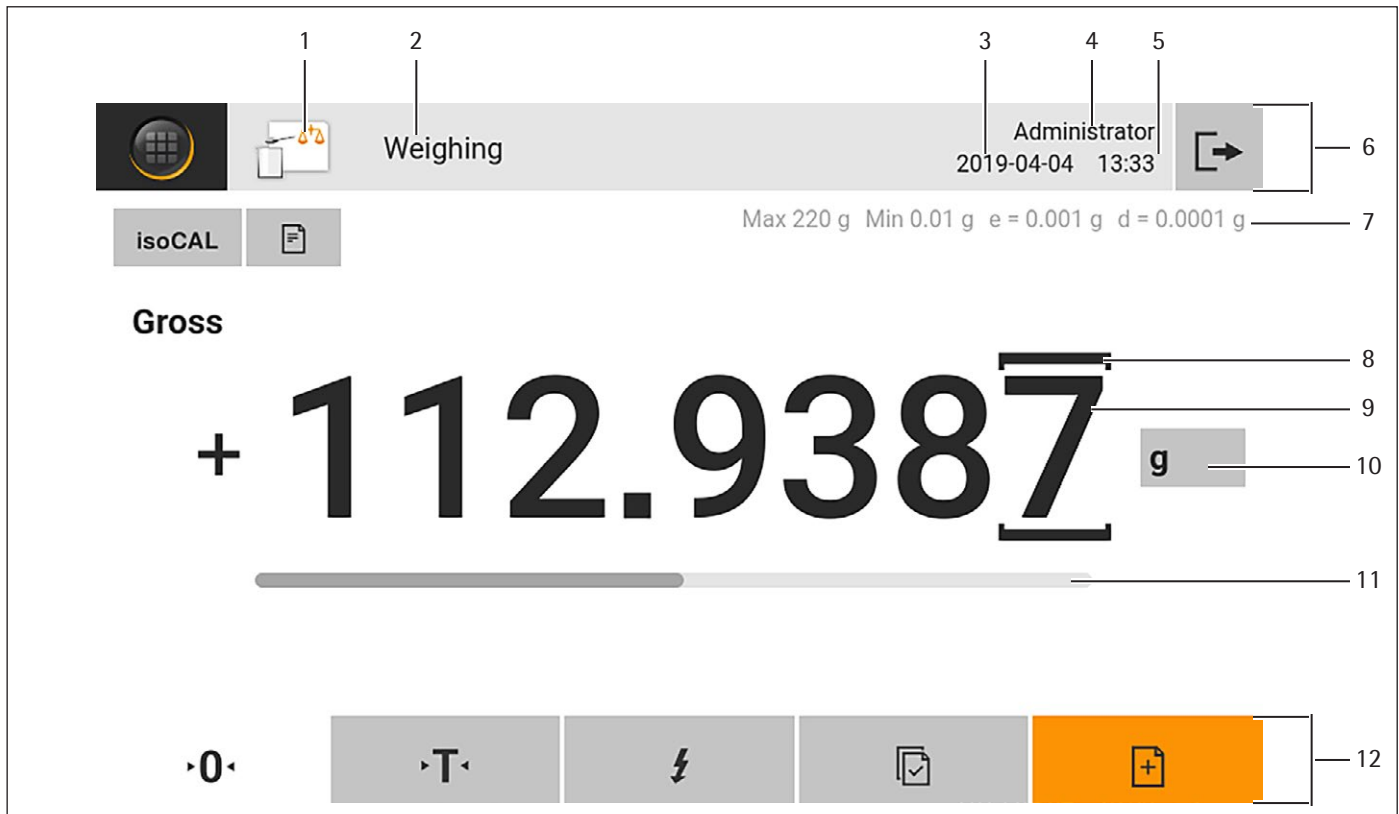 1 2 3 4 5
Administrator
Weighing
2019-04-04 13:33
6
Max 220 g Min 0.01 g e = 0.001 g d = 0.0001 g
7
isoCAL
Gross
8
+ 112.9387 g
9
10
11
0 T
12